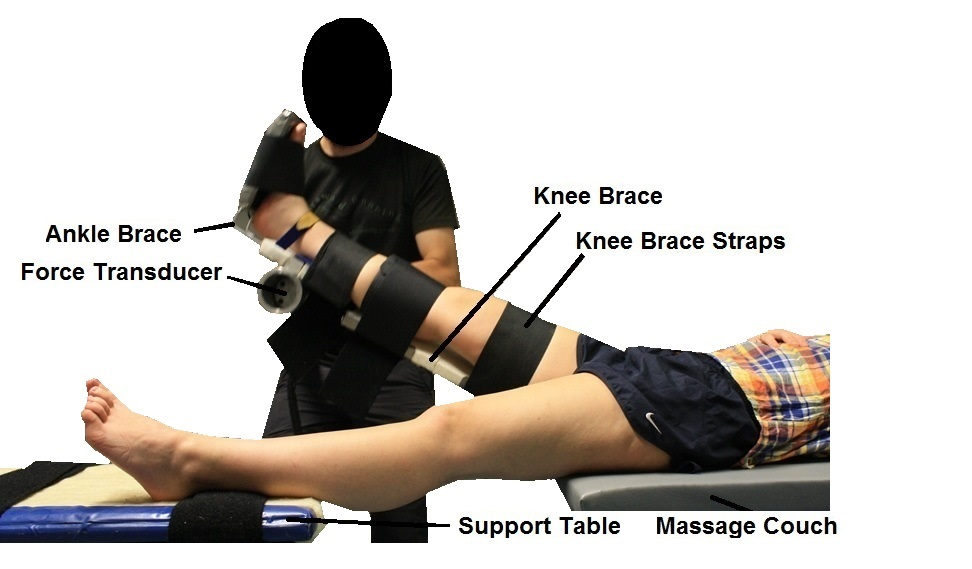 Knee Brace
Knee Brace Straps
Ankle Brace
Force Transducer
Support Table
Massage Couch